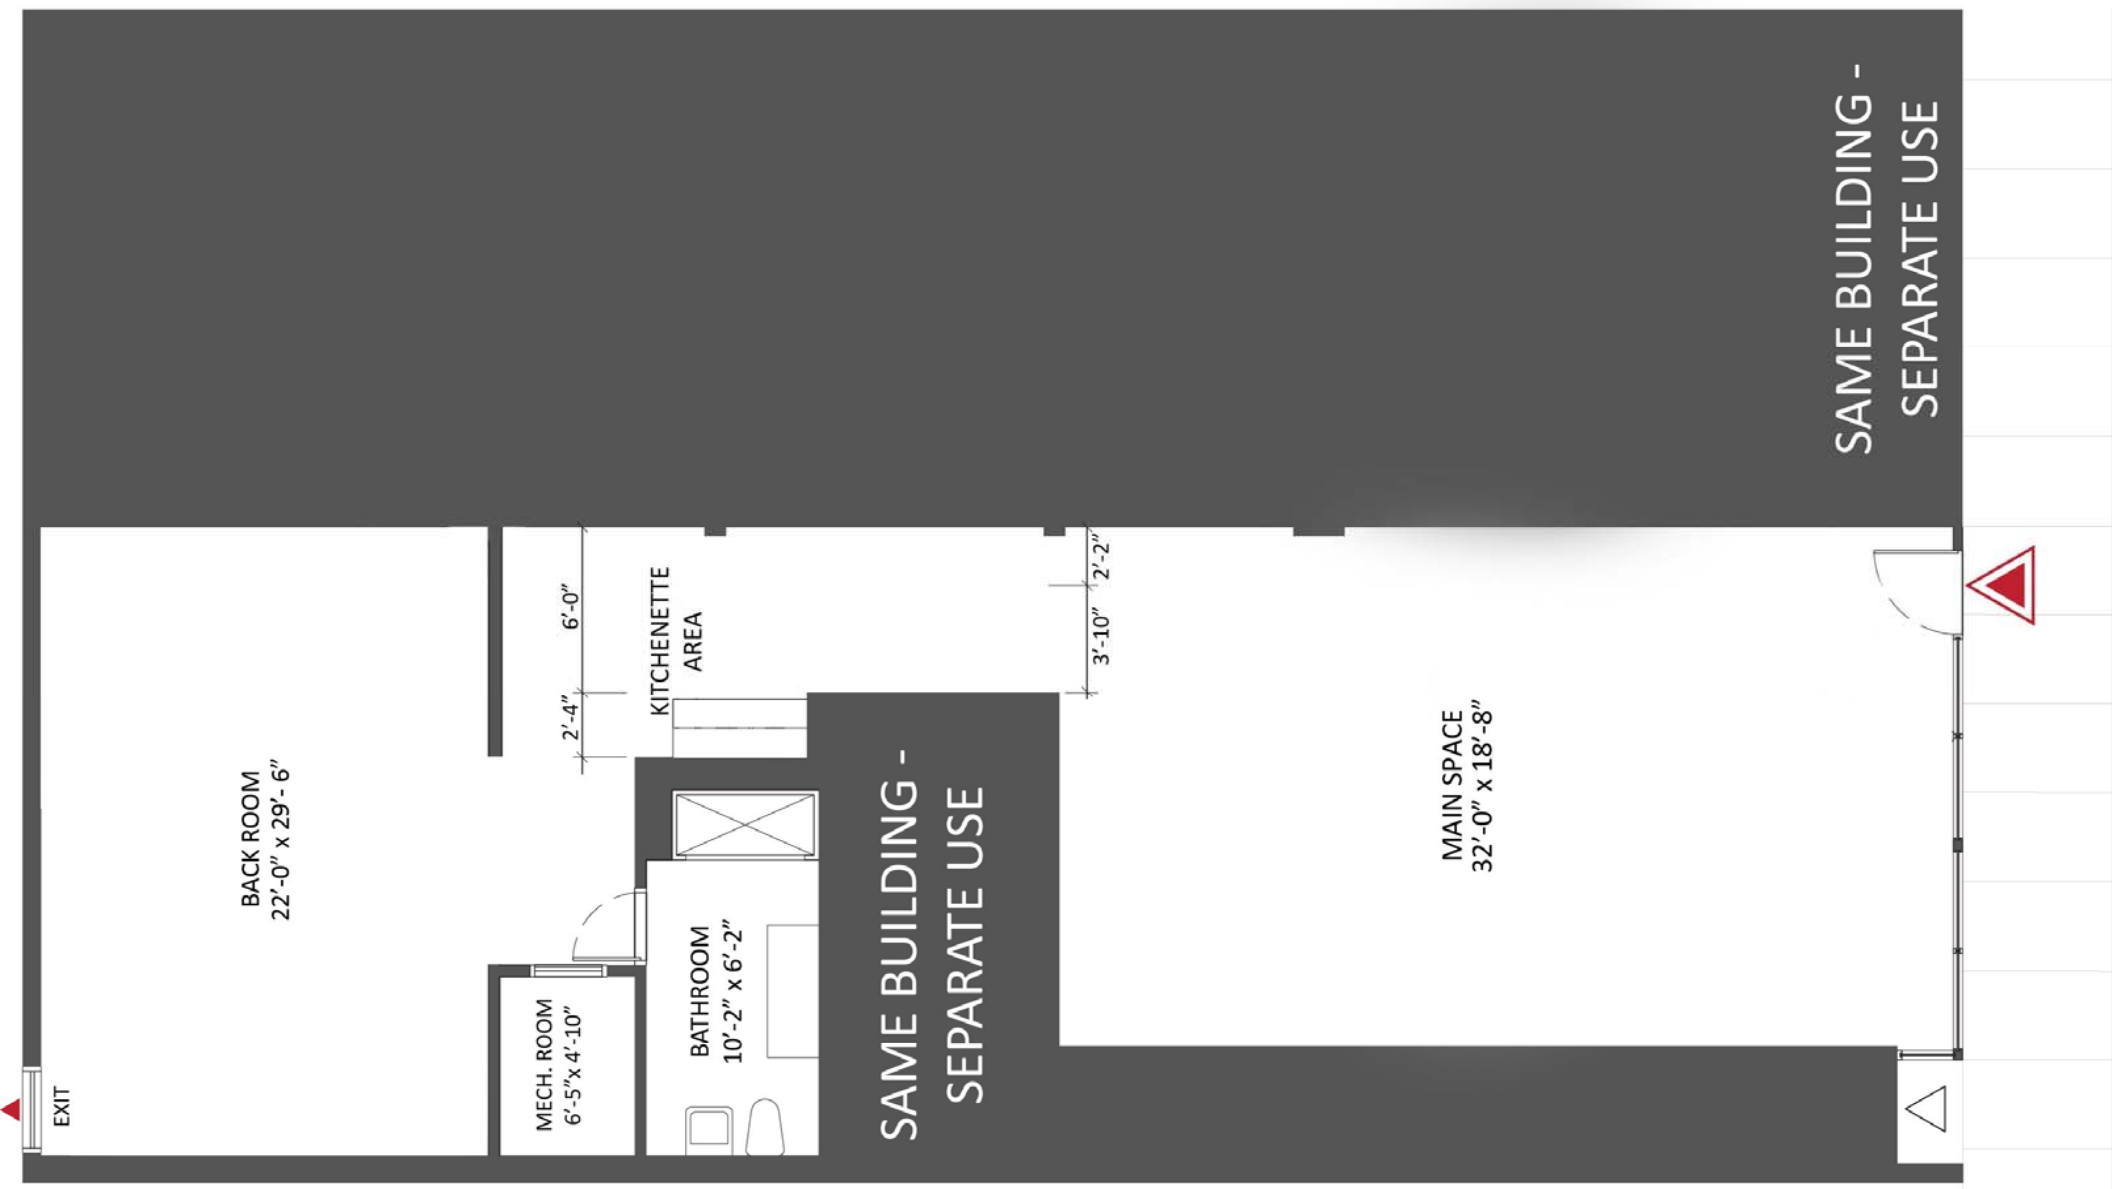 SAME BUILDING -
SEPARATE USE
BACK ROOM
22'-0" x 29'- 6"
6'-0"
2'-4"
KITCHENETTE
AREA
2'-2"
3'-10"
MAIN SPACE
32'-0" x 18'-8"
SAME BUILDING -
SEPARATE USE
BATHROOM
10'-2" x 6'-2"
MECH. ROOM
6'-5"x 4'-10"
EXIT